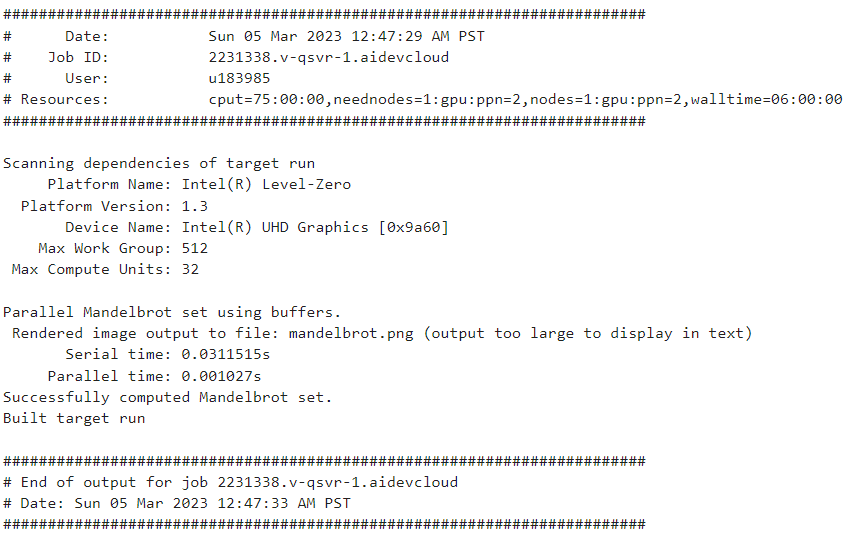 ########################################################################
#      Date:           Sun 05 Mar 2023 12:47:29 AM PST
#    Job ID:           2231338.v-qsvr-1.aidevcloud
#      User:           u183985
# Resources:           cput=75:00:00,neednodes=1:gpu:ppn=2,nodes=1:gpu:ppn=2,walltime=06:00:00
########################################################################
Scanning dependencies of target run
     Platform Name: Intel(R) Level-Zero
  Platform Version: 1.3
       Device Name: Intel(R) UHD Graphics [0x9a60]
    Max Work Group: 512
 Max Compute Units: 32
Parallel Mandelbrot set using buffers.
 Rendered image output to file: mandelbrot.png (output too large to display in text)
       Serial time: 0.0311515s
     Parallel time: 0.001027s
Successfully computed Mandelbrot set.
Built target run
########################################################################
# End of output for job 2231338.v-qsvr-1.aidevcloud
# Date: Sun 05 Mar 2023 12:47:33 AM PST
########################################################################